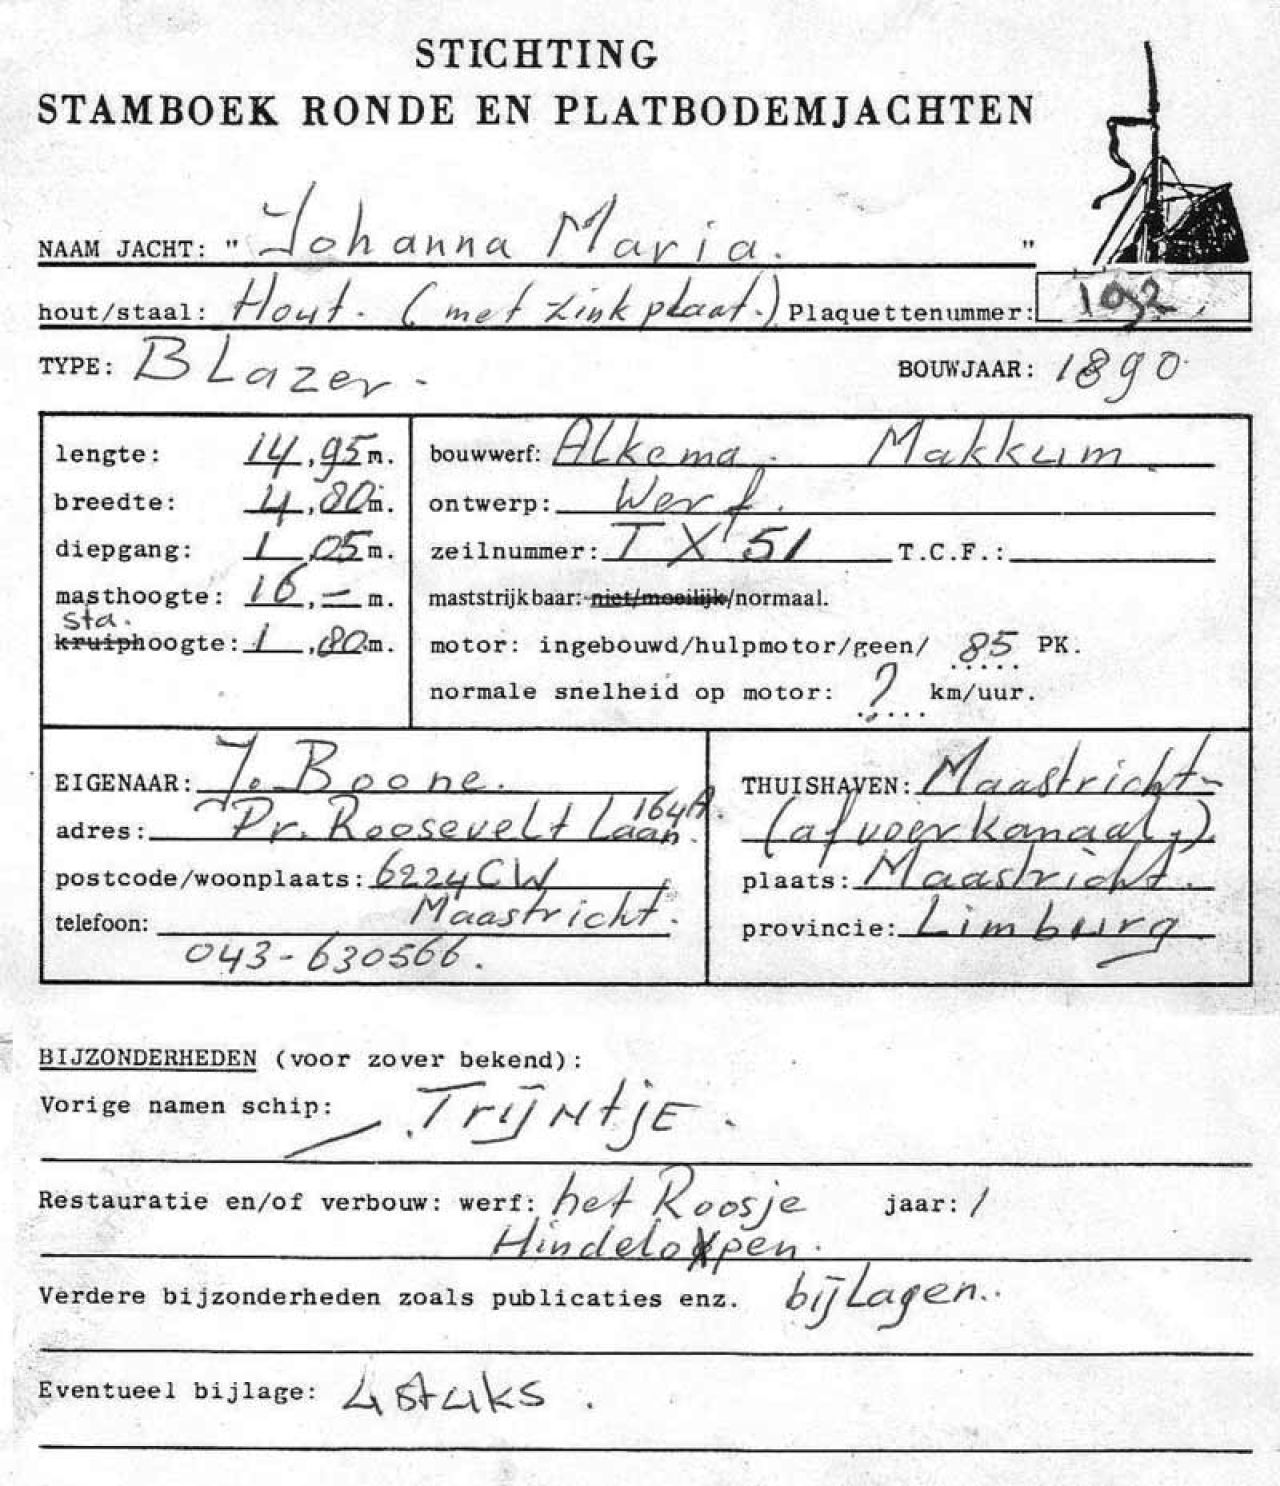 STICHTING
STAMBOEK RONDE EN PLATBODEMJACHTEN
NAAM JACHT: " Johanna Maria. "
hout/staal: Hout. (met zink plaat.) Plaquettenummer: 192
TYPE: BLazer. BOUWJAAR: 1890
lengte: 14,95 m. bouwwerf: ALkema. Makkum.
breedte: 4,80 m. ontwerp: Werf.
diepgang: 1,05 m. zeilnummer: TX 51 T.C.F.:
masthoogte: 16,— m. maststrijkbaar: niet/moeilijk/normaal.
sta.
kruiphoogte: 1,80 m. motor: ingebouwd/hulpmotor/geen/ 85 PK.
normale snelheid op motor: ? km/uur.
EIGENAAR: J. Boone. THUISHAVEN: Maastricht-
adres: Pr. Roosevelt Laan 164A. (afvoerkanaal,)
postcode/woonplaats: 6224CW plaats: Maastricht.
Maastricht.
telefoon: provincie: Limburg
043-630566.
BIJZONDERHEDEN (voor zover bekend):
Vorige namen schip: TrijNtjE.
Restauratie en/of verbouw: werf: het Roosje jaar: /
Hindelopen.
Verdere bijzonderheden zoals publicaties enz. bijLagen..
Eventueel bijlage: 4 stuks.